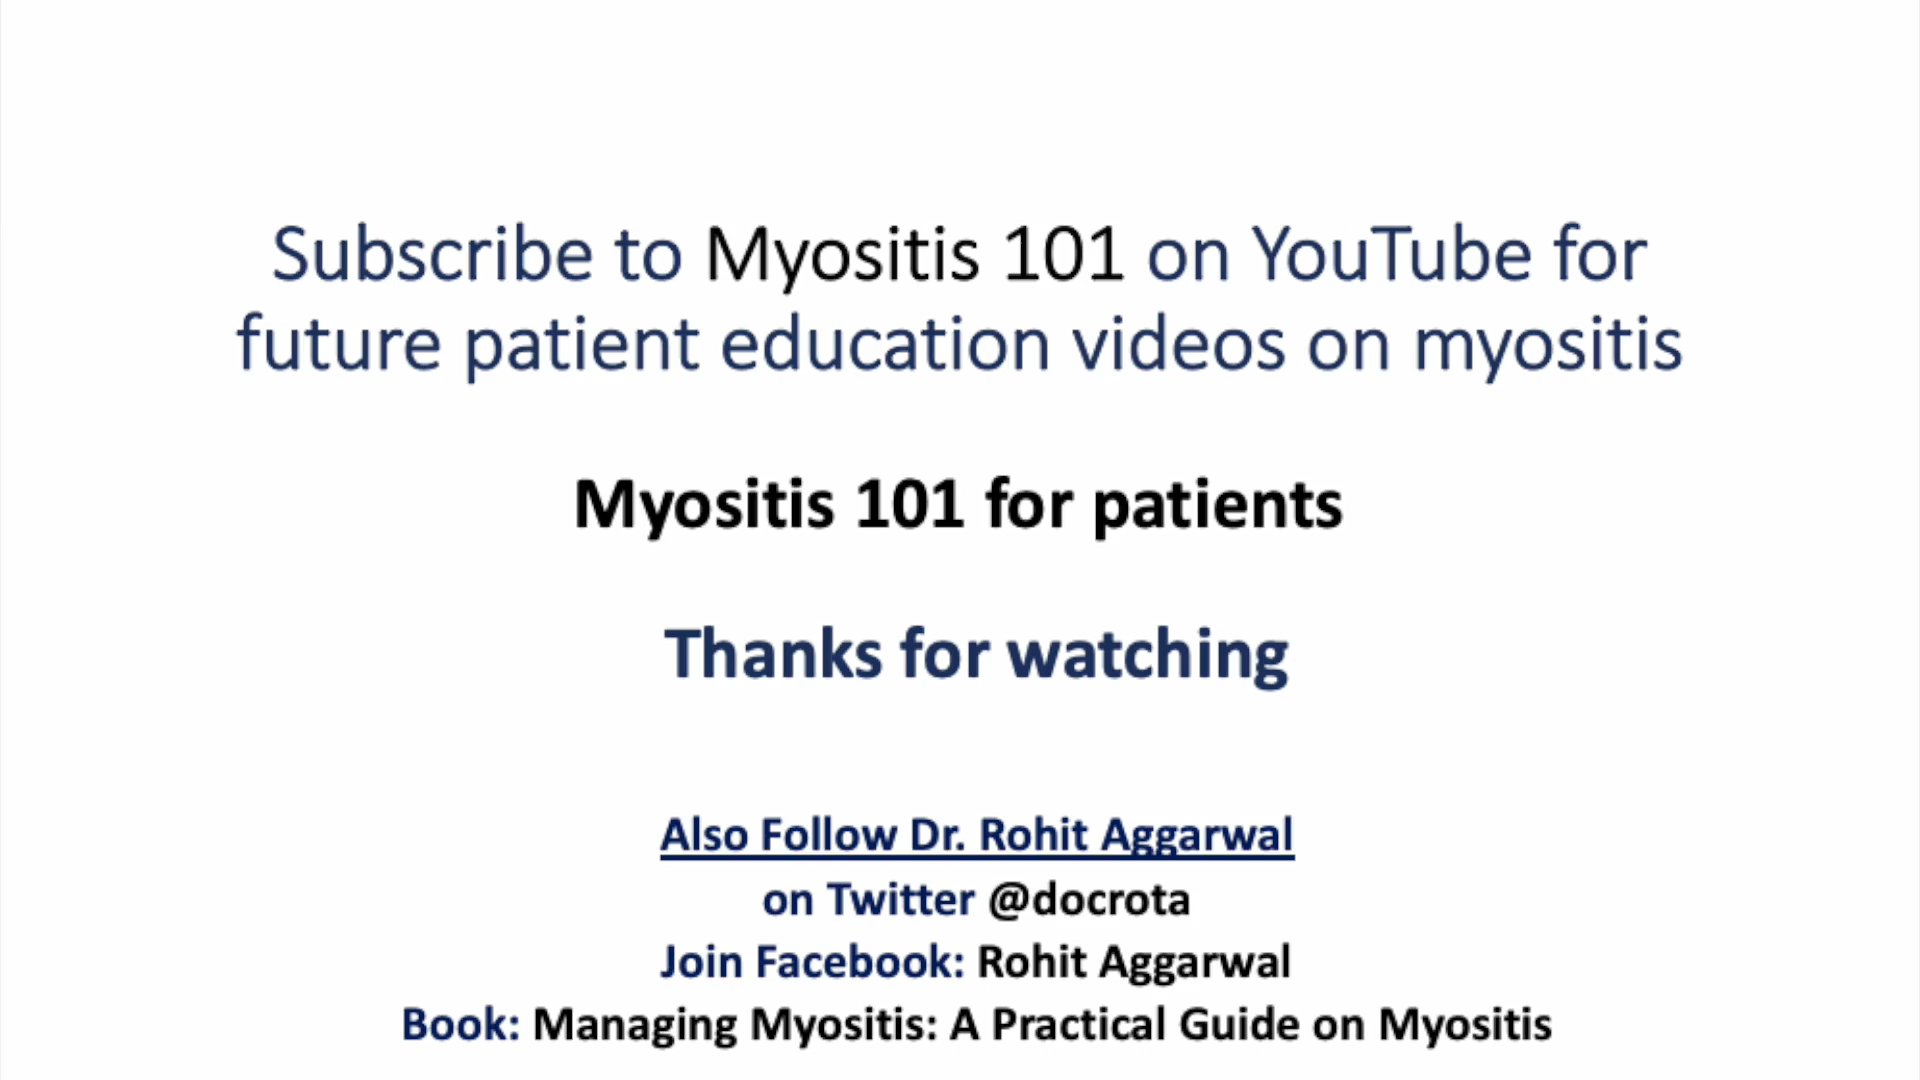 Subscribe to Myositis 101 on YouTube for
future patient education videos on myositis
Myositis 101 for patients
Thanks for watching
Also Follow Dr. Rohit Aggarwal
on Twitter @docrota
Join Facebook: Rohit Aggarwal
Book: Managing Myositis: A Practical Guide on Myositis